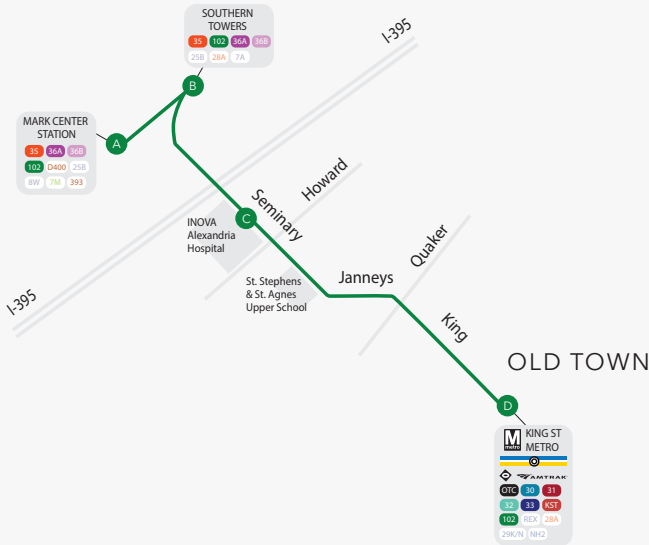 SOUTHERN
TOWERS
35 102 36A 36B
25B 28A 7A
I-395
B
MARK CENTER
STATION
35 36A 36B
102 D400 25B
8W 7M 393
A
Howard
Seminary
C
INOVA
Alexandria
Hospital
Quaker
St. Stephens
& St. Agnes
Upper School
Janneys
I-395
King
OLD TOWN
D
M
metro
KING ST
METRO
AMTRAK
OTC 30 31
32 33 KST
102 REX 28A
29K/N NH2